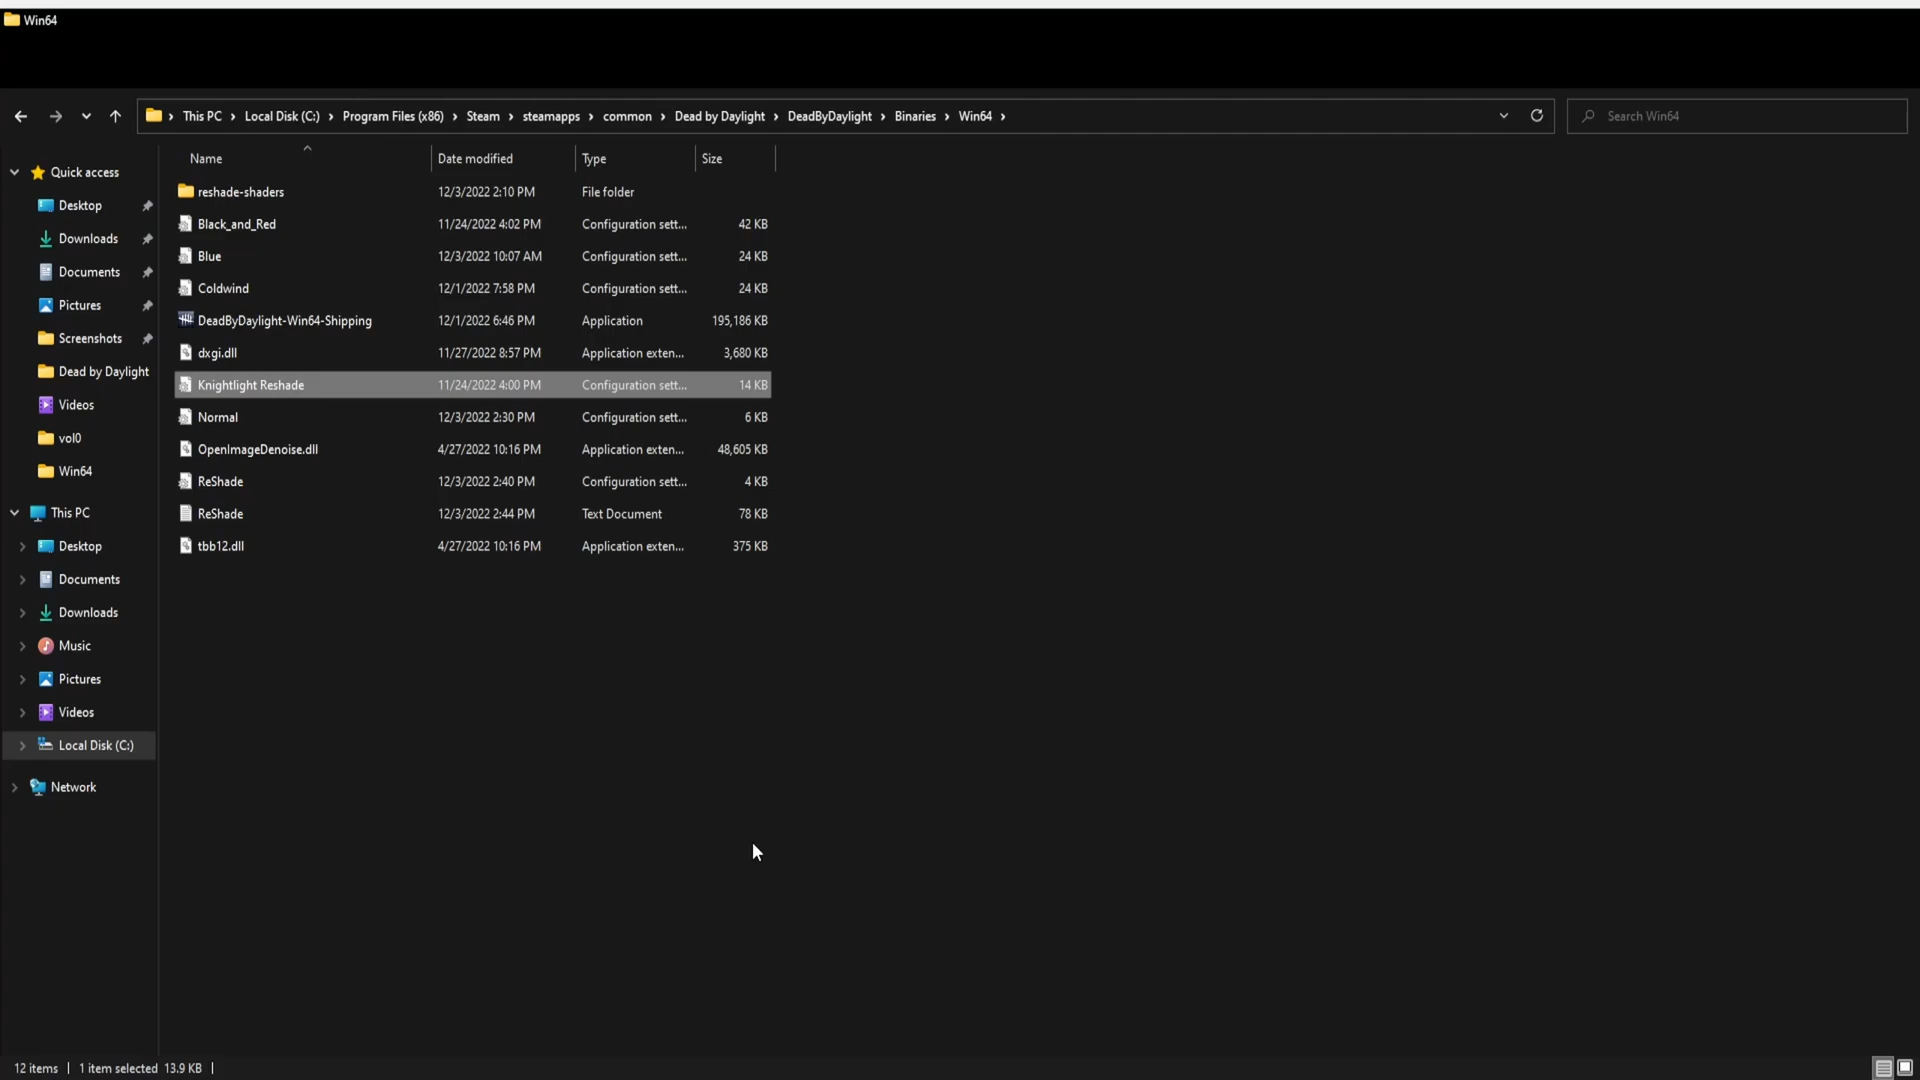 Win64
This PC > Local Disk (C:) > Program Files (x86) > Steam > steamapps > common > Dead by Daylight > DeadByDaylight > Binaries > Win64 >
Search Win64
Name Date modified Type Size
Quick access
Desktop
Downloads
Documents
Pictures
Screenshots
Dead by Daylight
Videos
vol0
Win64
This PC
Desktop
Documents
Downloads
Music
Pictures
Videos
Local Disk (C:)
Network
reshade-shaders 12/3/2022 2:10 PM File folder
Black_and_Red 11/24/2022 4:02 PM Configuration sett... 42 KB
Blue 12/3/2022 10:07 AM Configuration sett... 24 KB
Coldwind 12/1/2022 7:58 PM Configuration sett... 24 KB
DeadByDaylight-Win64-Shipping 12/1/2022 6:46 PM Application 195,186 KB
dxgi.dll 11/27/2022 8:57 PM Application exten... 3,680 KB
Knightlight Reshade 11/24/2022 4:00 PM Configuration sett... 14 KB
Normal 12/3/2022 2:30 PM Configuration sett... 6 KB
OpenImageDenoise.dll 4/27/2022 10:16 PM Application exten... 48,605 KB
ReShade 12/3/2022 2:40 PM Configuration sett... 4 KB
ReShade 12/3/2022 2:44 PM Text Document 78 KB
tbb12.dll 4/27/2022 10:16 PM Application exten... 375 KB
12 items | 1 item selected 13.9 KB |